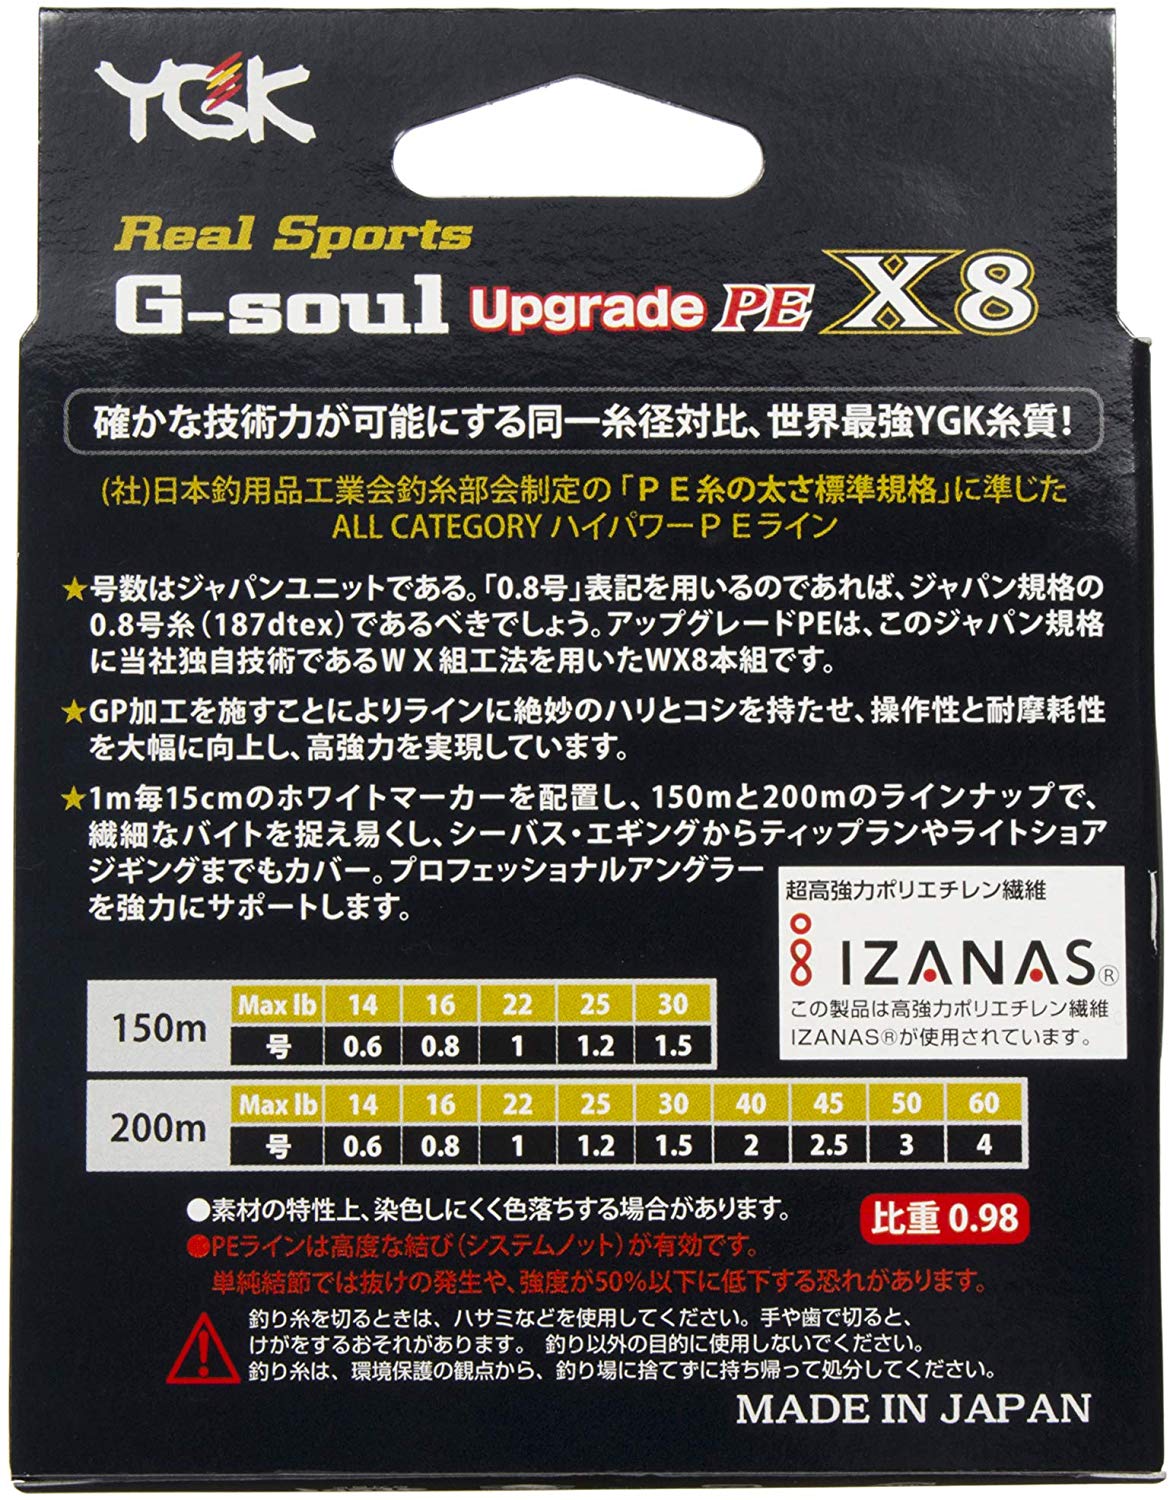 YGK
Real Sports
G-soul Upgrade PE X8
確かな技術力が可能にする同一糸径対比、世界最強YGK糸質!
(社)日本釣用品工業会釣糸部会制定の「PE糸の太さ標準規格」に準じた
ALL CATEGORY ハイパワーPEライン
★号数はジャパンユニットである。「0.8号」表記を用いるのであれば、ジャパン規格の
0.8号糸(187dtex)であるべきでしょう。アップグレードPEは、このジャパン規格
に当社独自技術であるWX組工法を用いたWX8本組です。
★GP加工を施すことによりラインに絶妙のハリとコシを持たせ、操作性と耐摩耗性
を大幅に向上し、高強力を実現しています。
★1m毎15cmのホワイトマーカーを配置し、150mと200mのラインナップで、
繊細なバイトを捉え易くし、シーバス・エギングからティップランやライトショア
ジギングまでもカバー。プロフェッショナルアングラー
を強力にサポートします。
超高強力ポリエチレン繊維
IZANAS®
この製品は高強力ポリエチレン繊維
IZANAS®が使用されています。
150m
Max lb 14 16 22 25 30
号 0.6 0.8 1 1.2 1.5
200m
Max lb 14 16 22 25 30 40 45 50 60
号 0.6 0.8 1 1.2 1.5 2 2.5 3 4
●素材の特性上、染色しにくく色落ちする場合があります。
比重 0.98
●PEラインは高度な結び(システムノット)が有効です。
単純結節では抜けの発生や、強度が50%以下に低下する恐れがあります。
釣り糸を切るときは、ハサミなどを使用してください。手や歯で切ると、
けがをするおそれがあります。 釣り以外の目的に使用しないでください。
釣り糸は、環境保護の観点から、釣り場に捨てずに持ち帰って処分してください。
MADE IN JAPAN